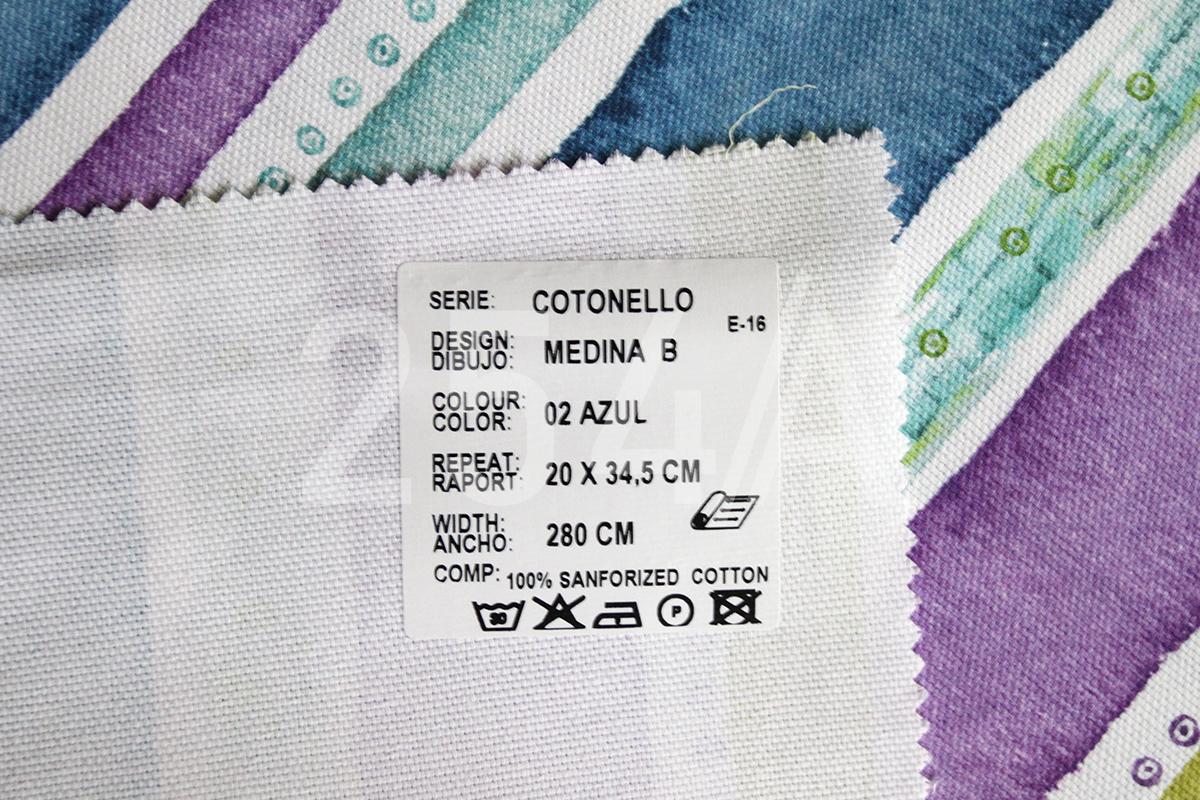 SERIE: COTONELLO
E-16
DESIGN:
DIBUJO: MEDINA B
COLOUR:
COLOR: 02 AZUL
REPEAT:
RAPORT: 20 X 34,5 CM
WIDTH:
ANCHO: 280 CM
COMP: 100% SANFORIZED COTTON
30 P
254/